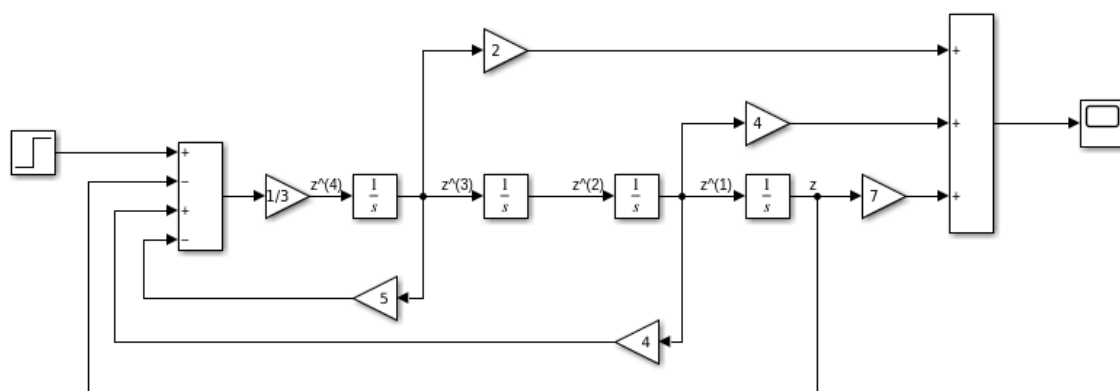 2
+
4
+
+
−
+
−
1/3
z^(4)
1
s
z^(3)
1
s
z^(2)
1
s
z^(1)
1
s
z
7
+
5
4